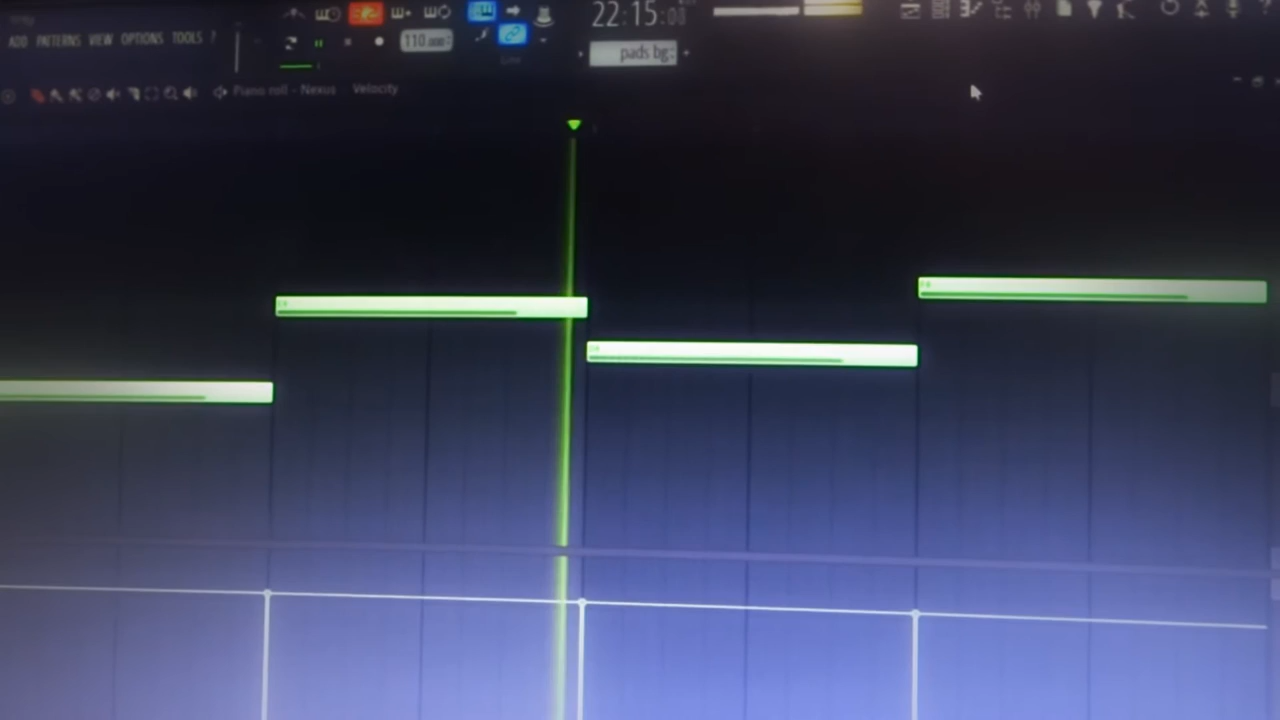 22:15:00
ADD PATTERNS VIEW OPTIONS TOOLS ?
110.000
pads bg
Piano roll - Nexus Velocity